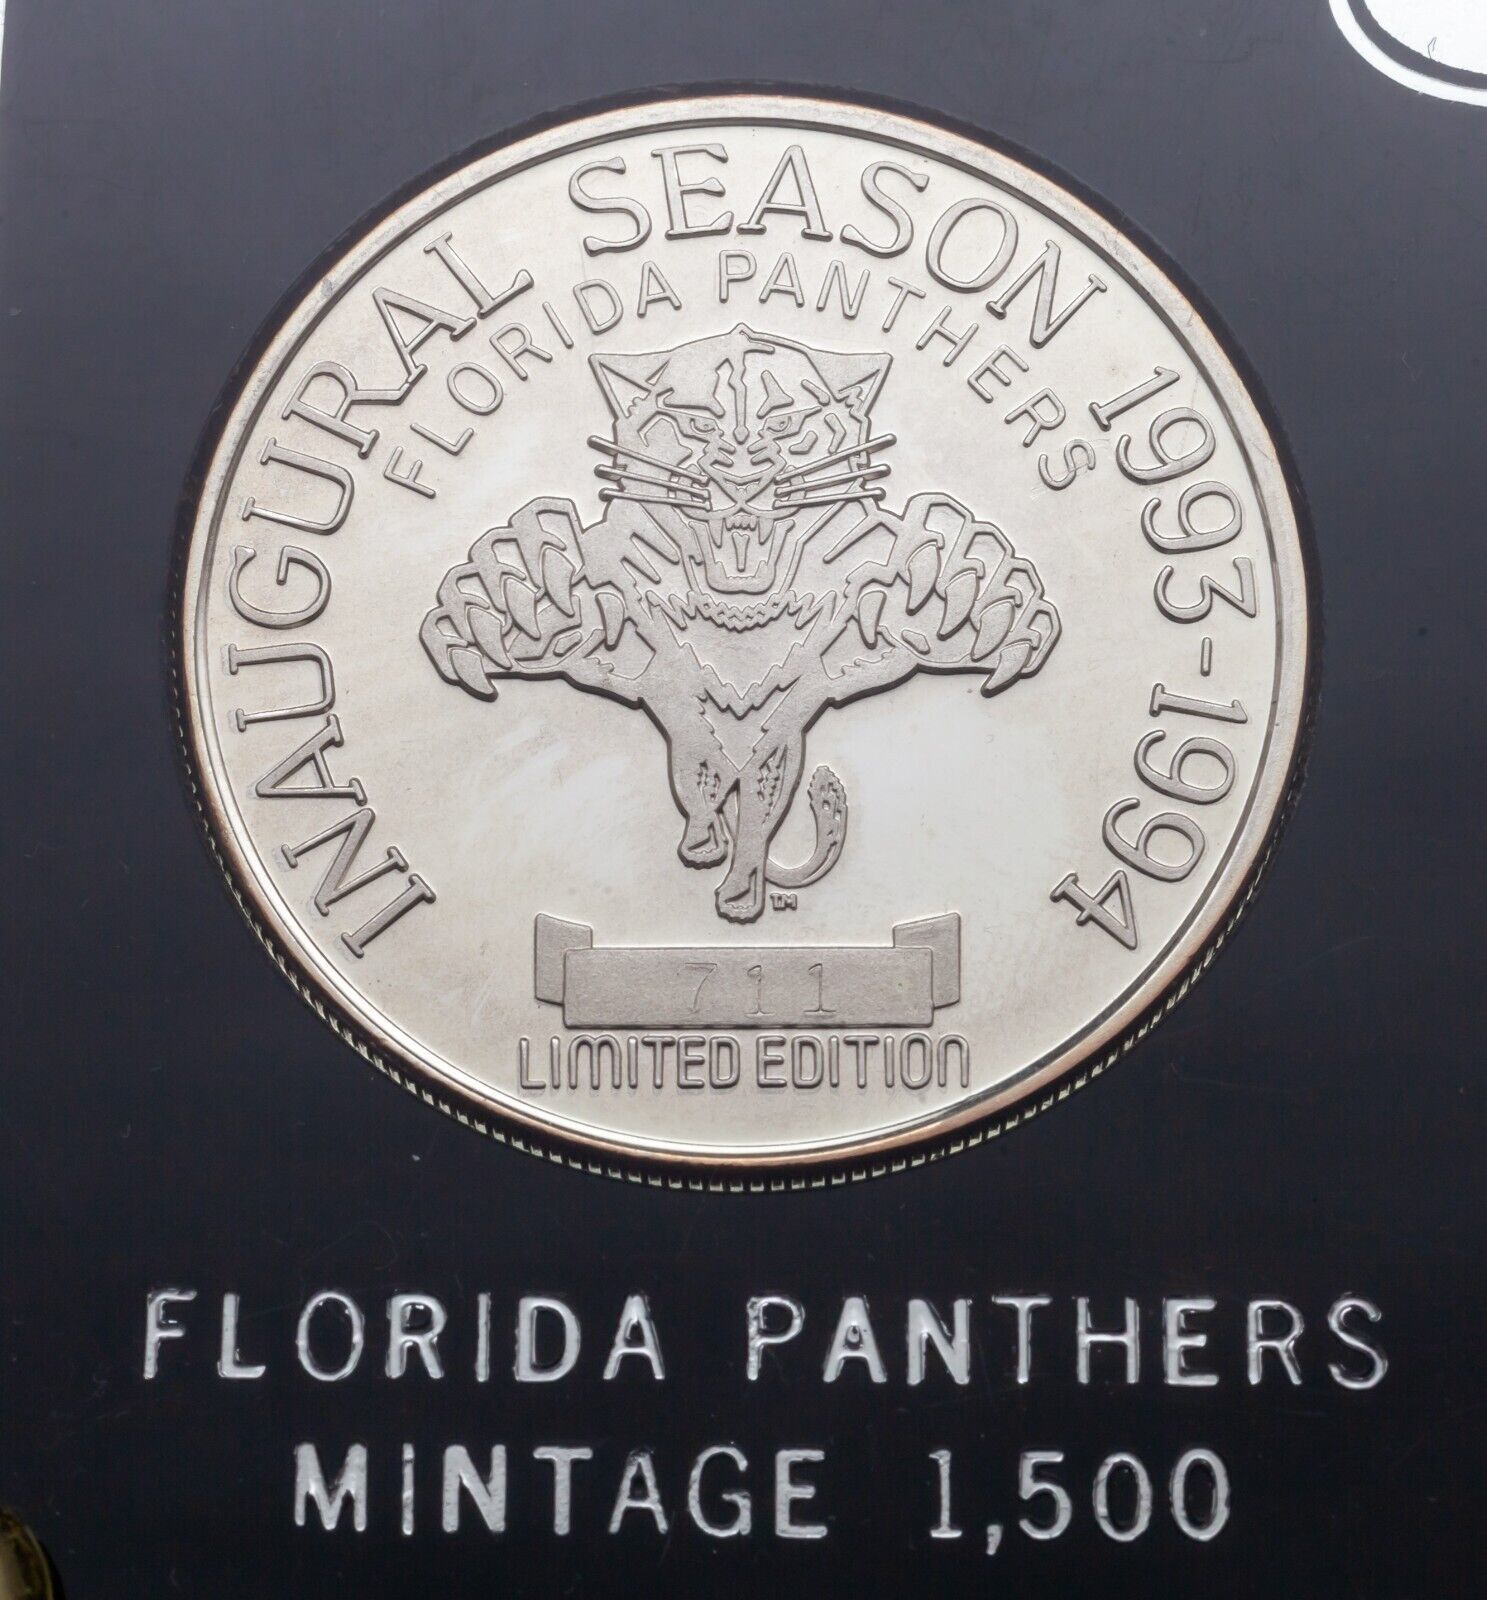 INAUGURAL SEASON 1993-1994
FLORIDA PANTHERS
TM
711
LIMITED EDITION
FLORIDA PANTHERS
MINTAGE 1,500